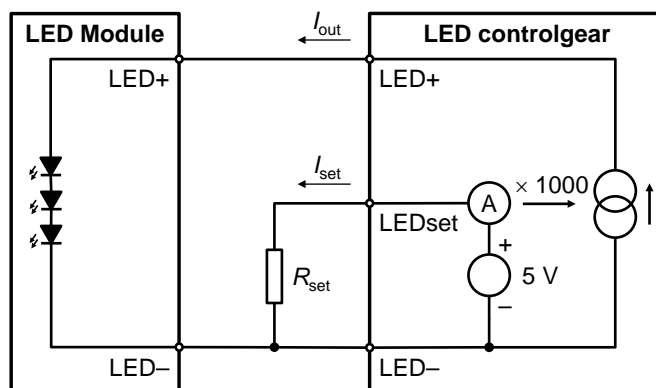 LED Module
I_out
LED controlgear
LED+
LED+
I_set
× 1000
A
LEDset
+
R_set
5 V
−
LED−
LED−